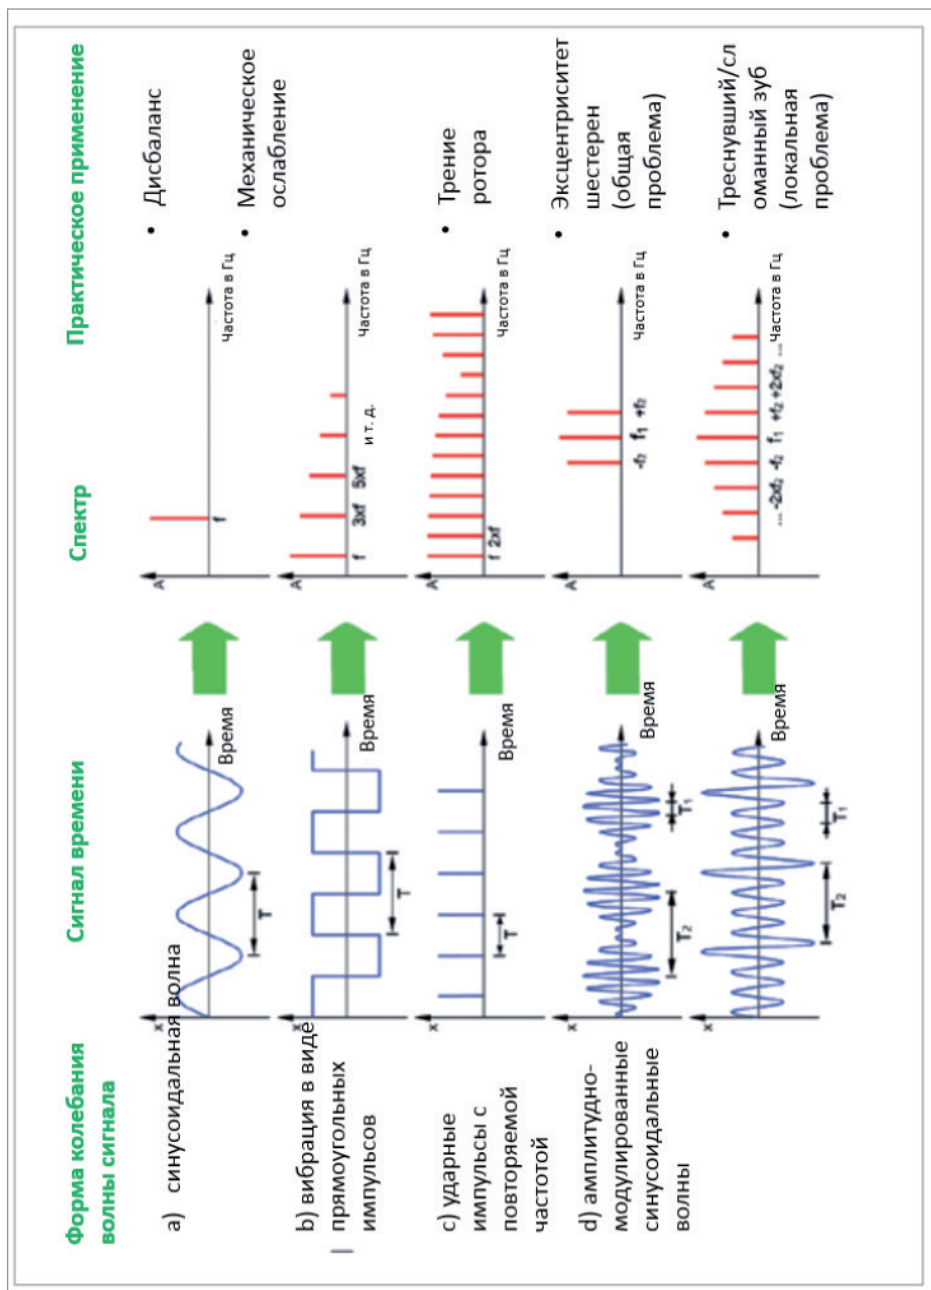 Форма колебания
волны сигнала
Сигнал времени
Спектр
Практическое применение
a) синусоидальная волна
x
T
Время
A
f
Частота в Гц
• Дисбаланс
b) вибрация в виде
прямоугольных
импульсов
x
T
Время
A
f 3xf 5xf и т. д.
Частота в Гц
• Механическое
ослабление
c) ударные
импульсы с
повторяемой
частотой
x
T
Время
A
f 2xf
Частота в Гц
• Трение
ротора
d) амплитудно-
модулированные
синусоидальные
волны
x
T₂
T₁
Время
A
-f₂ f₁ +f₂
Частота в Гц
• Эксцентриситет
шестерен
(общая
проблема)
x
T₂
T₁
Время
A
... -2xf₂ -f₂ f₁ +f₂ +2xf₂ ...
Частота в Гц
• Треснувший/сл
оманный зуб
(локальная
проблема)